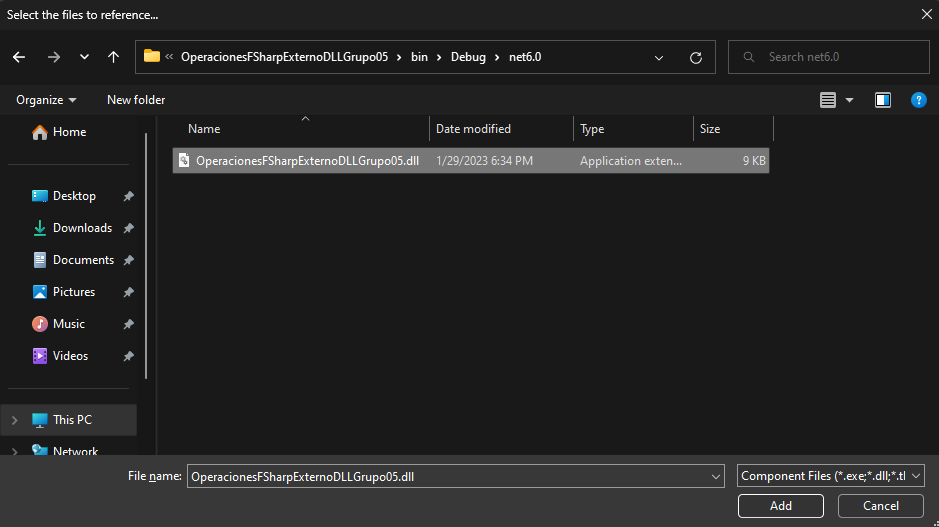 Select the files to reference...
« OperacionesFSharpExternoDLLGrupo05 › bin › Debug › net6.0
Search net6.0
Organize
New folder
?
Home
Desktop
Downloads
Documents
Pictures
Music
Videos
This PC
Network
Name Date modified Type Size
OperacionesFSharpExternoDLLGrupo05.dll 1/29/2023 6:34 PM Application exten... 9 KB
File name: OperacionesFSharpExternoDLLGrupo05.dll Component Files (*.exe;*.dll;*.tl
Add Cancel